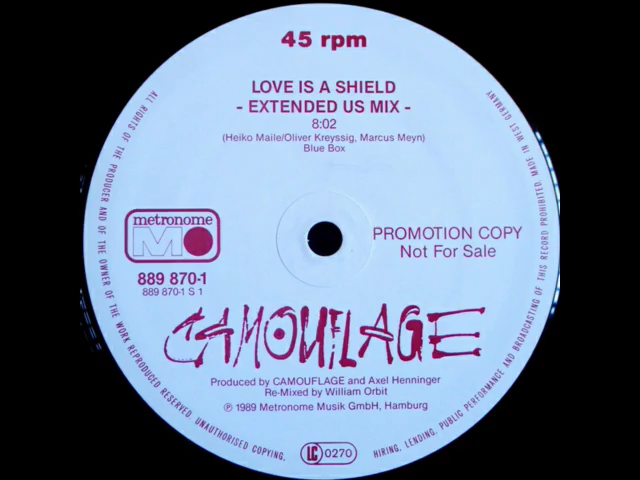 45 rpm
LOVE IS A SHIELD
- EXTENDED US MIX -
8:02
(Heiko Maile/Oliver Kreyssig, Marcus Meyn)
Blue Box
metronome
M
PROMOTION COPY
Not For Sale
889 870-1
889 870-1 S 1
CAMOUFLAGE
Produced by CAMOUFLAGE and Axel Henninger
Re-Mixed by William Orbit
℗ 1989 Metronome Musik GmbH, Hamburg
LC 0270
ALL RIGHTS OF THE PRODUCER AND OF THE OWNER OF THE WORK REPRODUCED RESERVED. UNAUTHORISED COPYING, HIRING, LENDING, PUBLIC PERFORMANCE AND BROADCASTING OF THIS RECORD PROHIBITED MADE IN WEST GERMANY